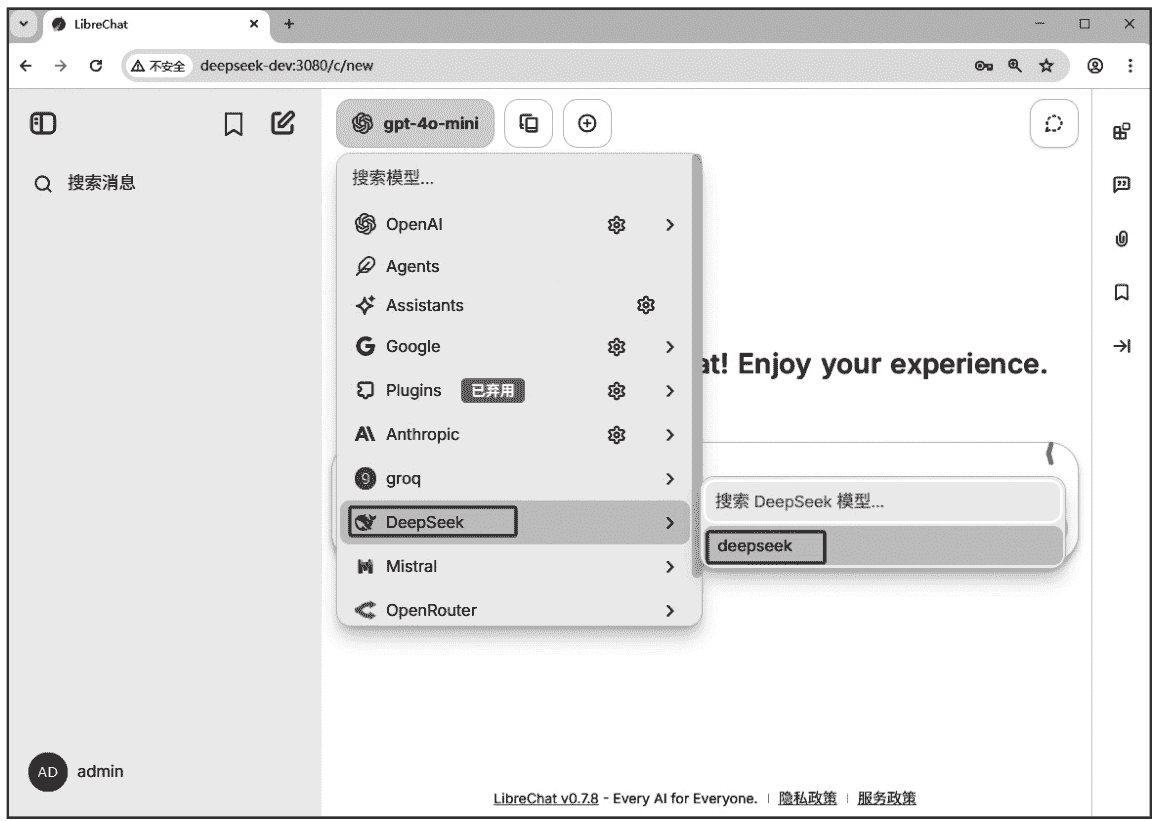 LibreChat
不安全 deepseek-dev:3080/c/new
gpt-4o-mini
搜索消息
搜索模型...
OpenAI
Agents
Assistants
Google
Plugins 已弃用
Anthropic
groq
DeepSeek
Mistral
OpenRouter
at! Enjoy your experience.
搜索 DeepSeek 模型...
deepseek
AD admin
LibreChat v0.7.8 - Every AI for Everyone. | 隐私政策 | 服务政策